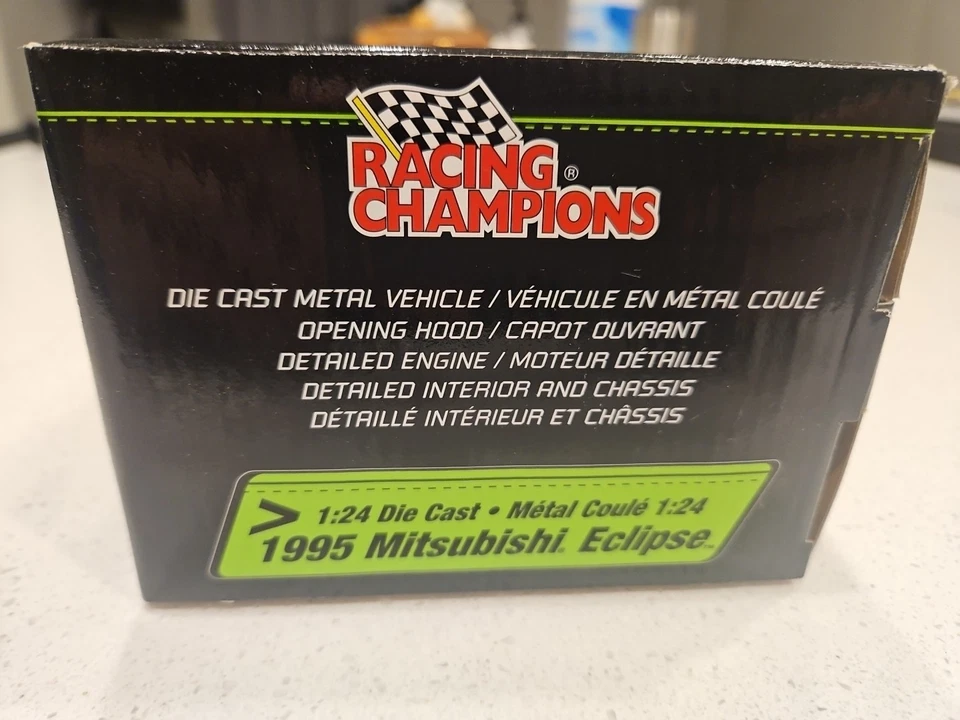 RACING ®
CHAMPIONS
DIE CAST METAL VEHICLE / VÉHICULE EN MÉTAL COULÉ
OPENING HOOD / CAPOT OUVRANT
DETAILED ENGINE / MOTEUR DÉTAILLE
DETAILED INTERIOR AND CHASSIS
DÉTAILLÉ INTÉRIEUR ET CHÂSSIS
> 1:24 Die Cast • Métal Coulé 1:24
1995 Mitsubishi Eclipse™